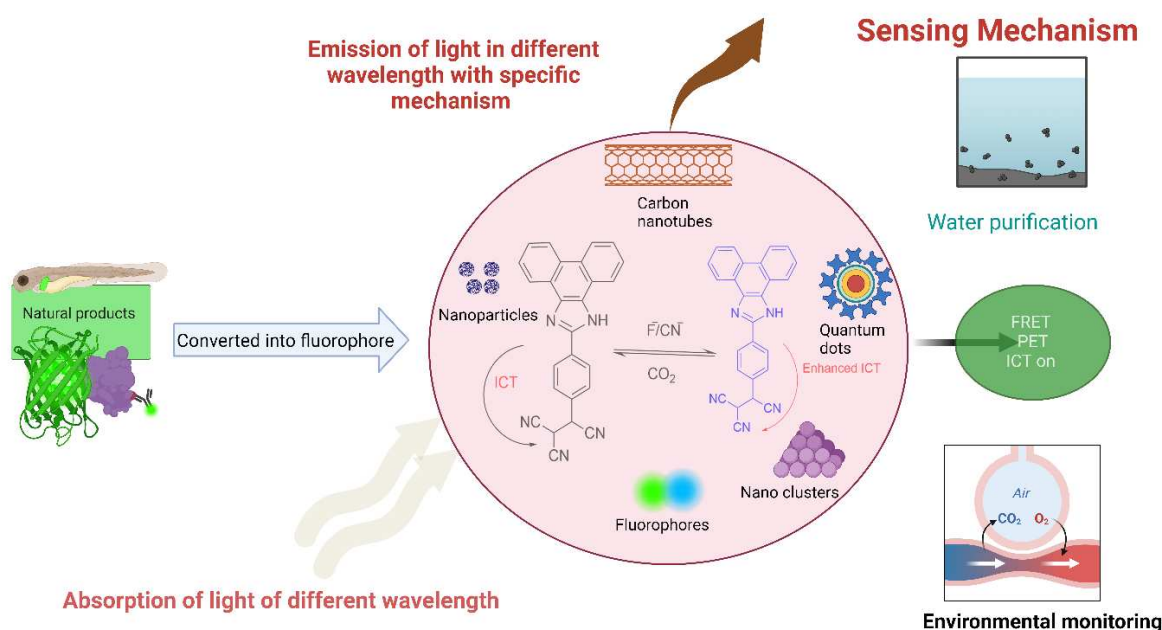 Emission of light in different
wavelength with specific
mechanism
Sensing Mechanism
Water purification
Natural products
Converted into fluorophore
Carbon
nanotubes
Nanoparticles
N
NH
ICT
CN
NC
CN
CN
F̄/CN⁻
CO₂
N
NH
Enhanced ICT
CN
NC
CN
CN
Quantum
dots
Nano clusters
Fluorophores
FRET
PET
ICT on
Air
CO₂ O₂
Environmental monitoring
Absorption of light of different wavelength